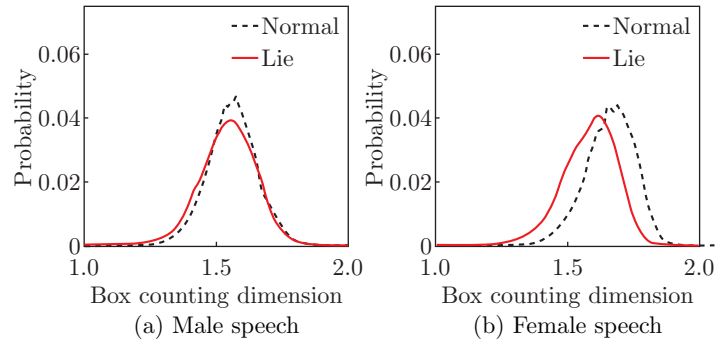 Normal
Lie
0.06
0.04
0.02
0
Probability
1.0
1.5
2.0
Box counting dimension
(a) Male speech
Normal
Lie
0.06
0.04
0.02
0
Probability
1.0
1.5
2.0
Box counting dimension
(b) Female speech